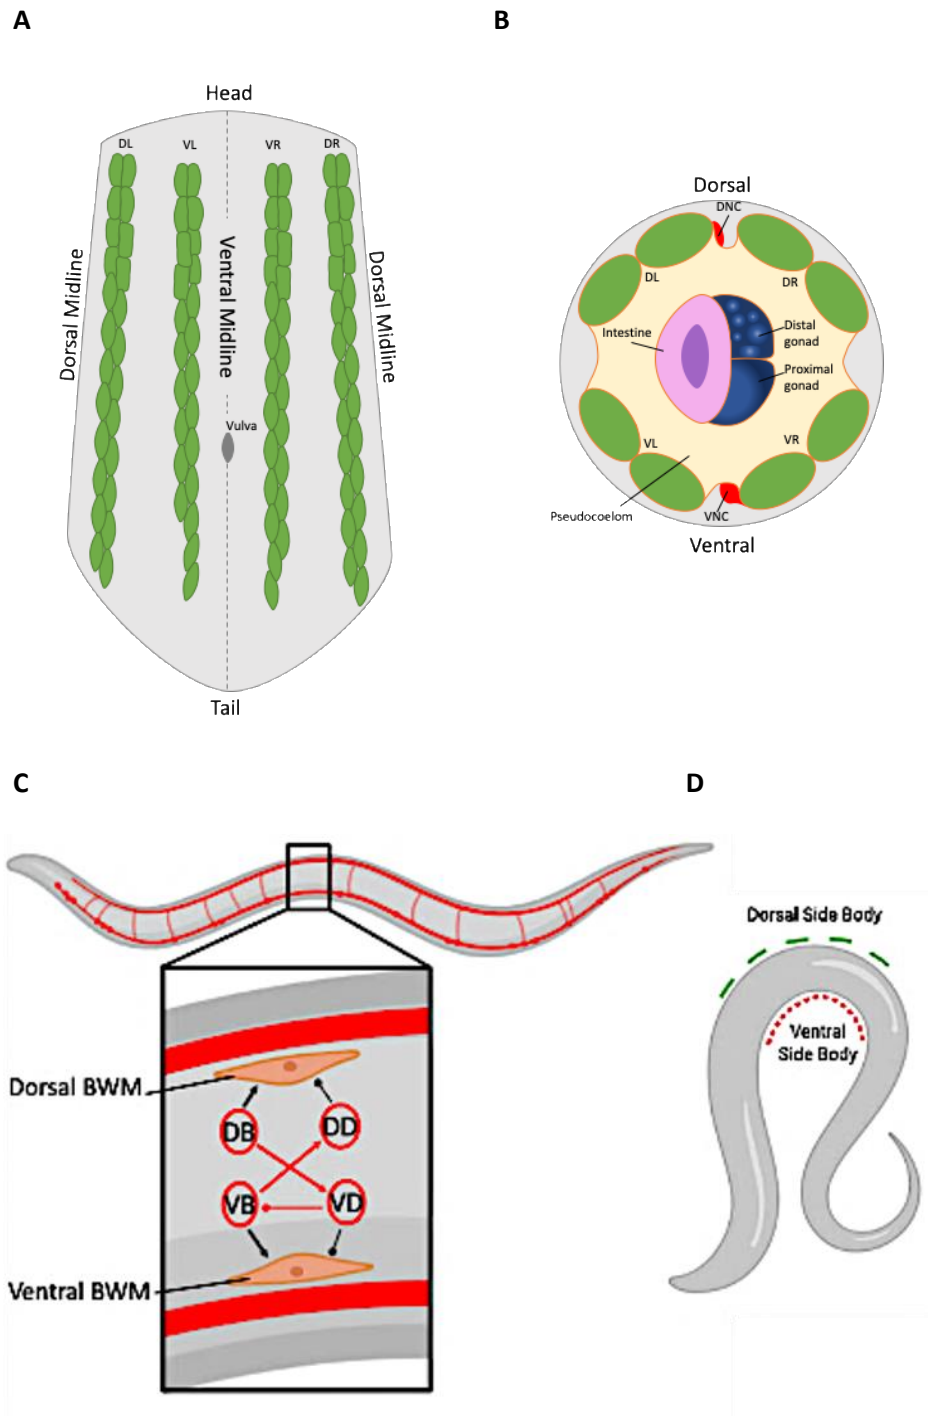 A
B
Head
DL
VL
VR
DR
Dorsal Midline
Ventral Midline
Dorsal Midline
Vulva
Tail
Dorsal
DNC
DL
DR
Intestine
Distal
gonad
Proximal
gonad
VL
VR
Pseudocoelom
VNC
Ventral
C
D
Dorsal BWM
DB
DD
VB
VD
Ventral BWM
Dorsal Side Body
Ventral
Side Body